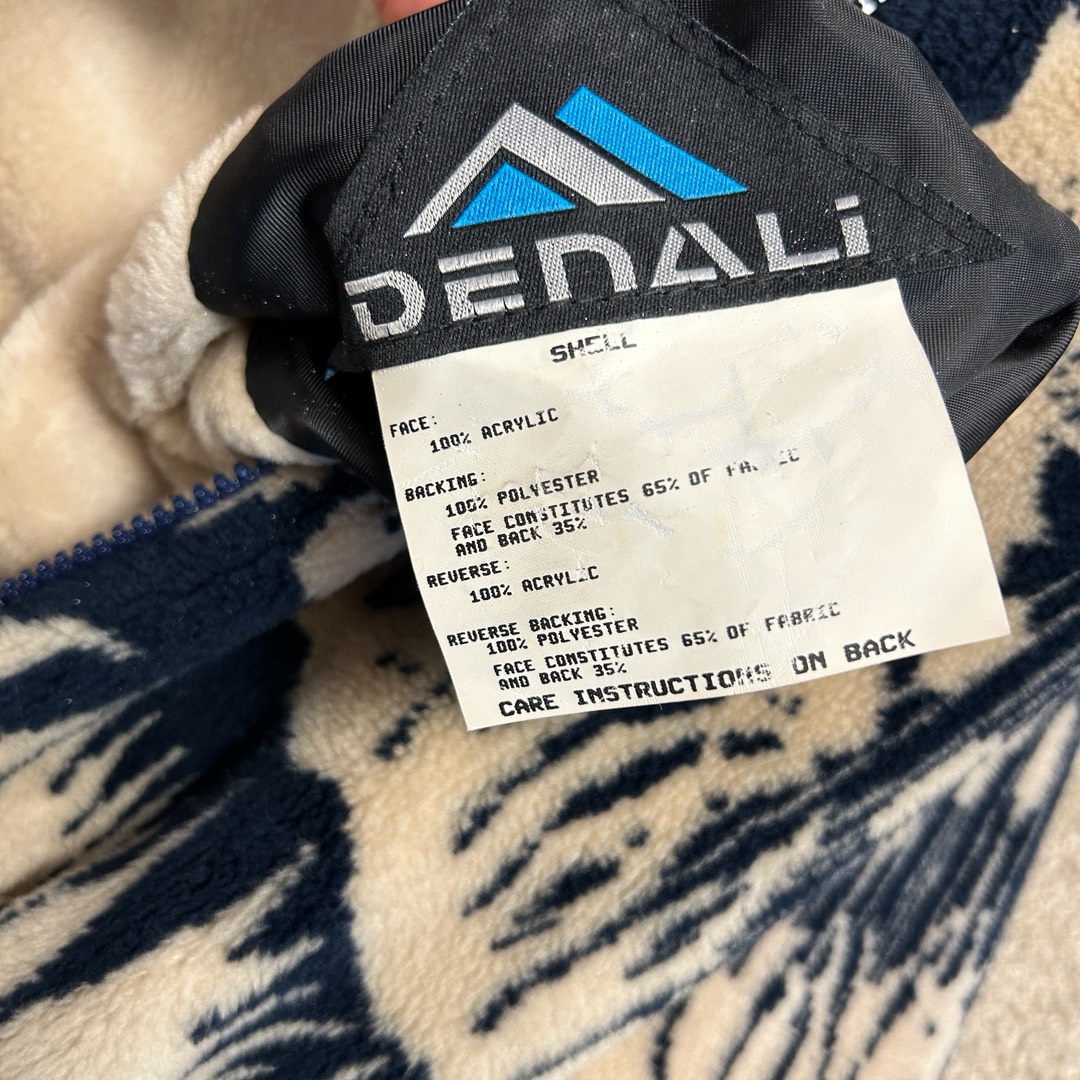 DENALi
SHELL
FACE:
100% ACRYLIC
BACKING:
100% POLYESTER
FACE CONSTITUTES 65% OF FABRIC
AND BACK 35%
REVERSE:
100% ACRYLIC
REVERSE BACKING:
100% POLYESTER
FACE CONSTITUTES 65% OF FABRIC
AND BACK 35%
CARE INSTRUCTIONS ON BACK